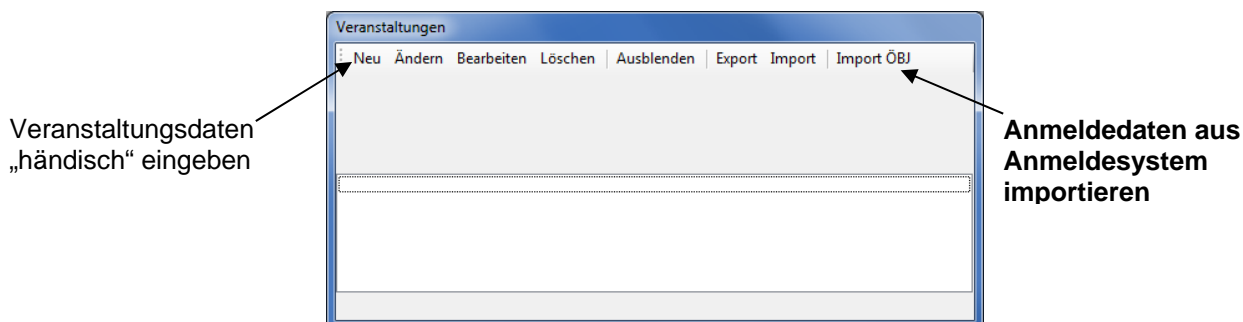 Veranstaltungen
Neu Ändern Bearbeiten Löschen Ausblenden Export Import Import ÖBJ
Veranstaltungsdaten
„händisch“ eingeben
Anmeldedaten aus
Anmeldesystem
importieren